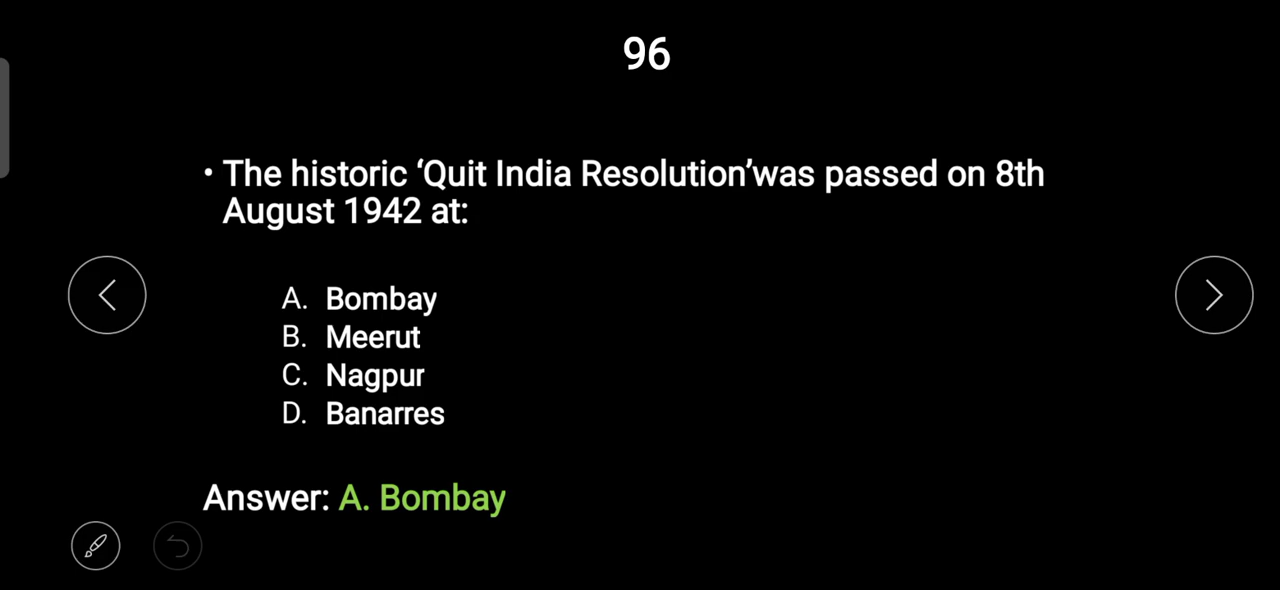 96
• The historic ‘Quit India Resolution’was passed on 8th
August 1942 at:
A. Bombay
B. Meerut
C. Nagpur
D. Banarres
Answer: A. Bombay